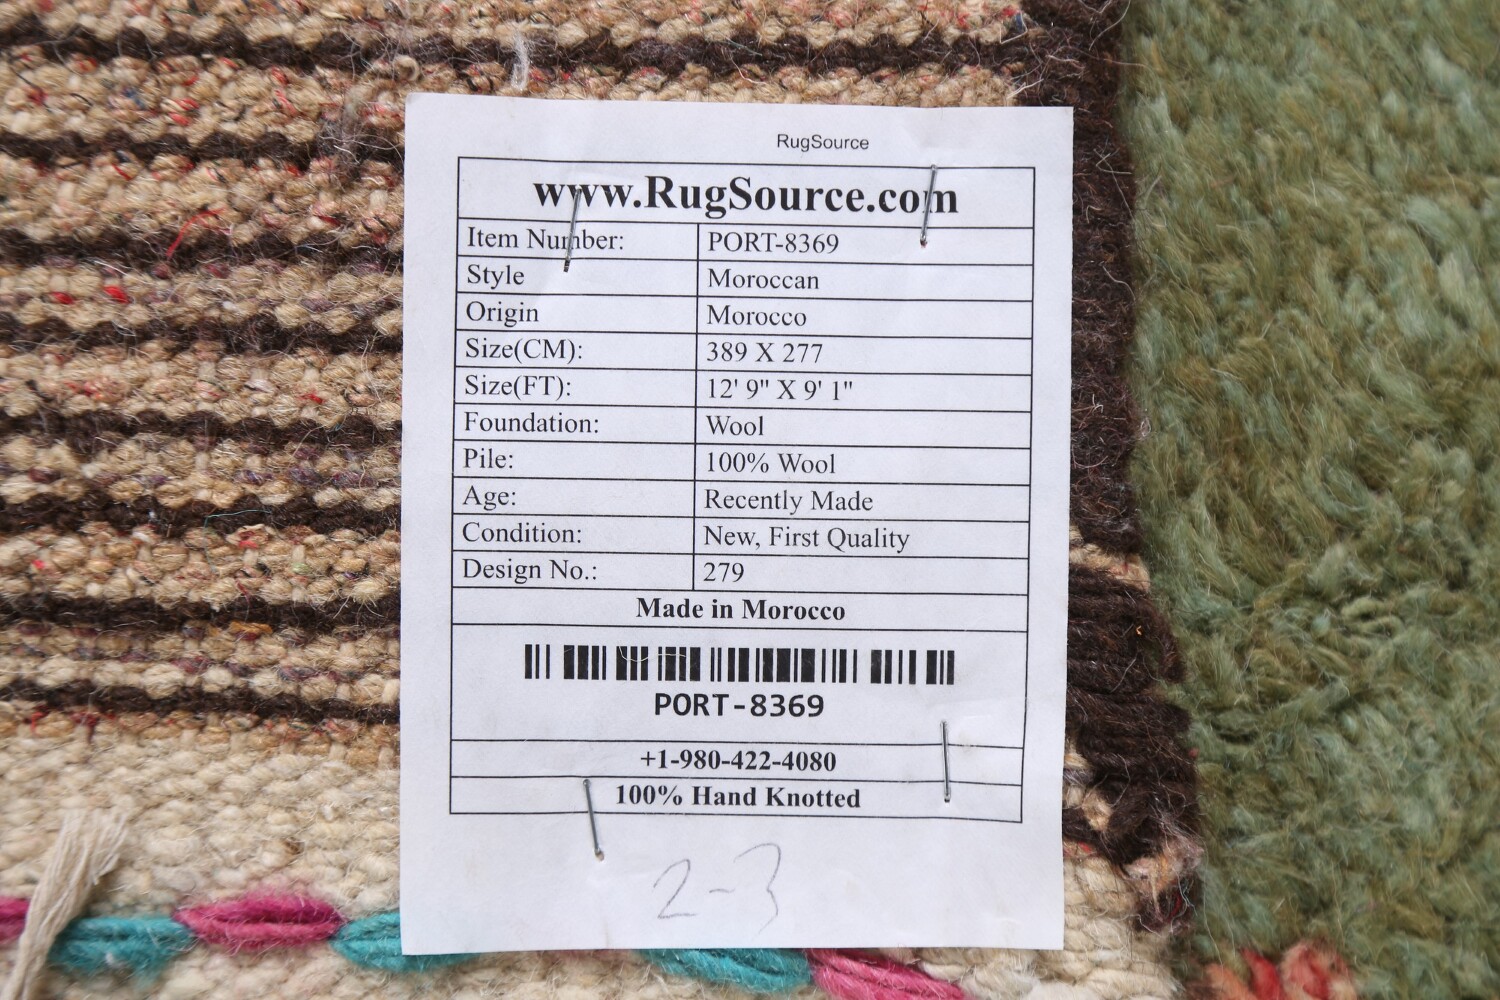 RugSource
www.RugSource.com
Item Number: PORT-8369
Style Moroccan
Origin Morocco
Size(CM): 389 X 277
Size(FT): 12' 9" X 9' 1"
Foundation: Wool
Pile: 100% Wool
Age: Recently Made
Condition: New, First Quality
Design No.: 279
Made in Morocco
PORT-8369
+1-980-422-4080
100% Hand Knotted
2-3